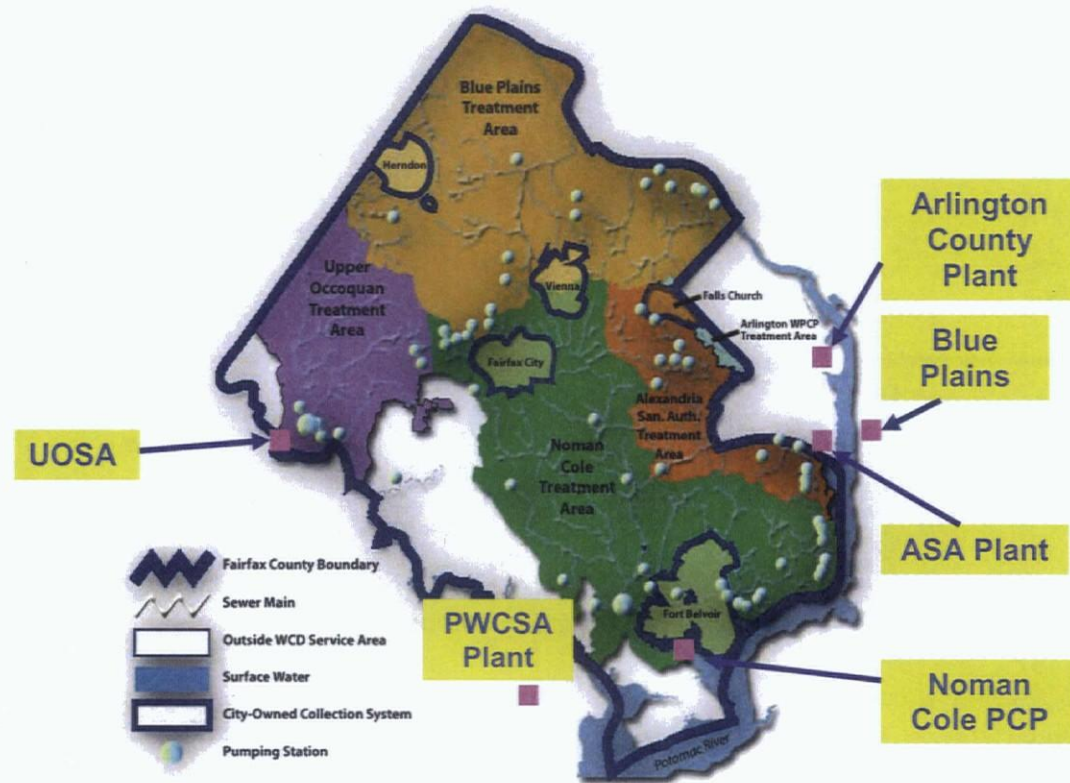 Blue Plains
Treatment
Area
Herndon
Upper
Occoquan
Treatment
Area
Vienna
Fairfax City
Falls Church
Arlington WPCP
Treatment Area
Alexandria
San. Auth.
Treatment
Area
Noman
Cole
Treatment
Area
Fort Belvoir
Potomac River
Arlington
County
Plant
Blue
Plains
UOSA
ASA Plant
PWCSA
Plant
Noman
Cole PCP
Fairfax County Boundary
Sewer Main
Outside WCD Service Area
Surface Water
City-Owned Collection System
Pumping Station